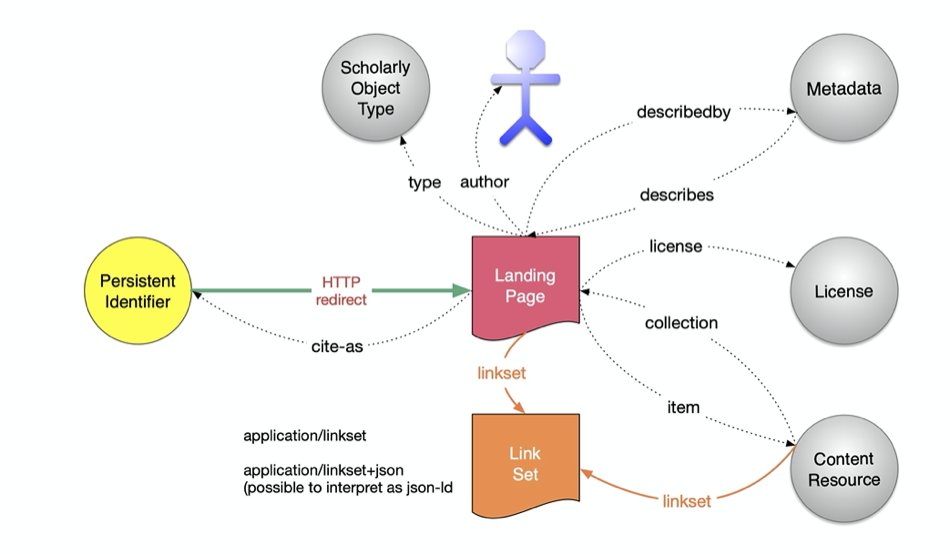 Scholarly
Object
Type
Metadata
describedby
type
author
describes
Persistent
Identifier
HTTP
redirect
Landing
Page
license
License
cite-as
collection
linkset
item
application/linkset
application/linkset+json
(possible to interpret as json-ld
Link
Set
Content
Resource
linkset